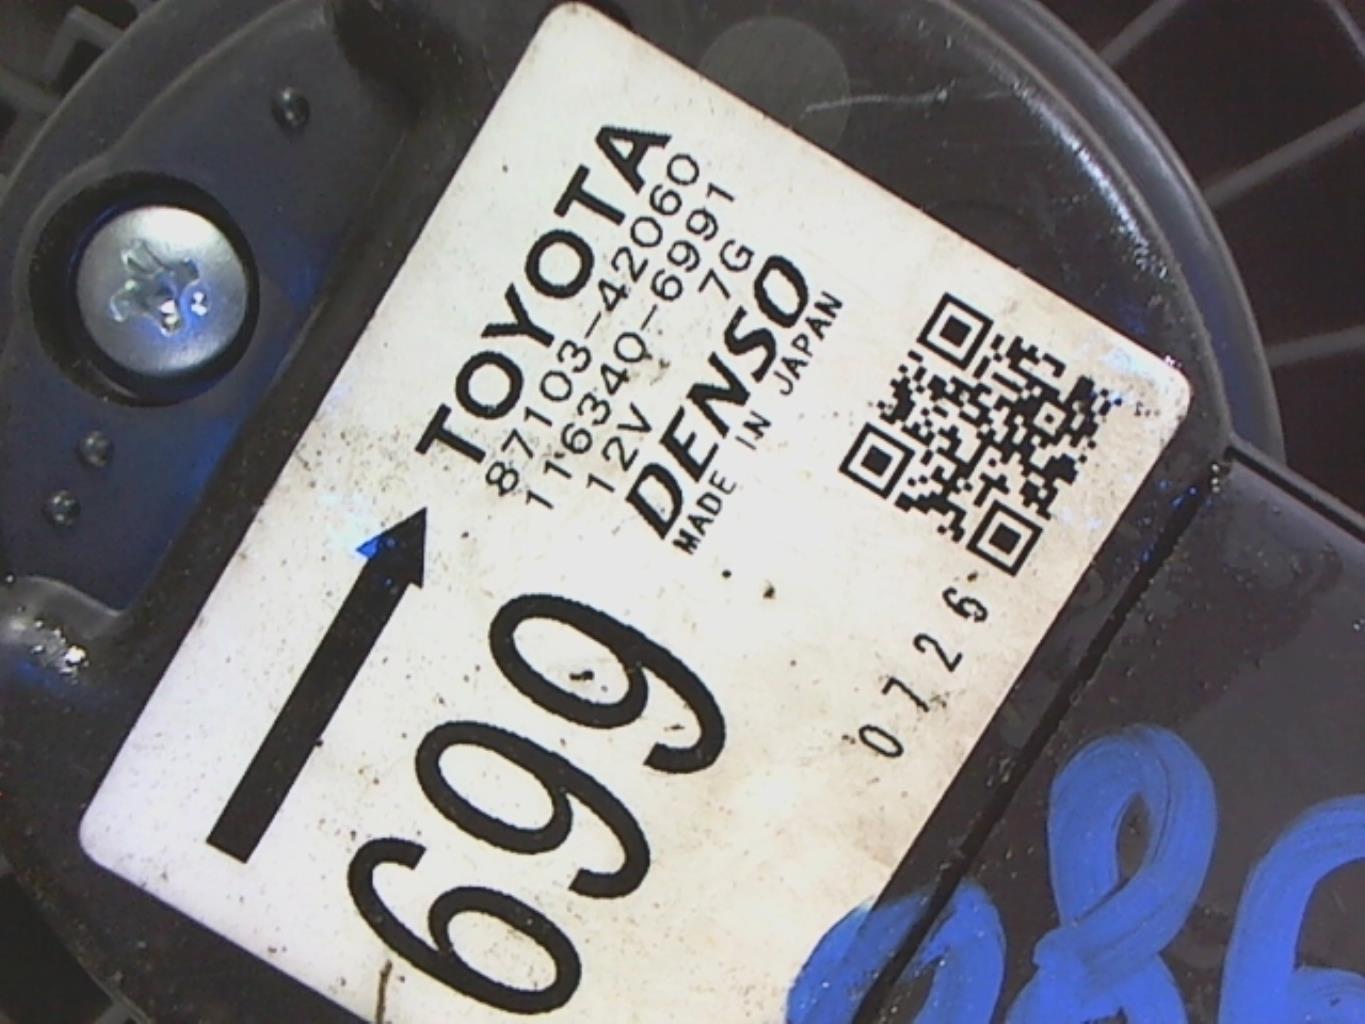 TOYOTA
87103-42060
116340-6991
12V 7G
DENSO
MADE IN JAPAN
699
0726